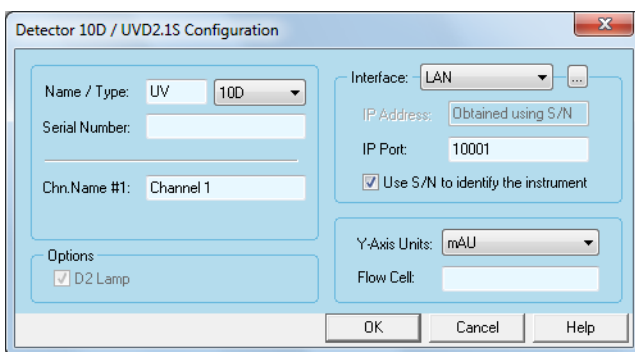 Detector 10D / UVD2.1S Configuration
Name / Type: UV 10D
Serial Number:
Chn.Name #1: Channel 1
Options
D2 Lamp
Interface: LAN ...
IP Address: Obtained using S/N
IP Port: 10001
Use S/N to identify the instrument
Y-Axis Units: mAU
Flow Cell:
OK Cancel Help